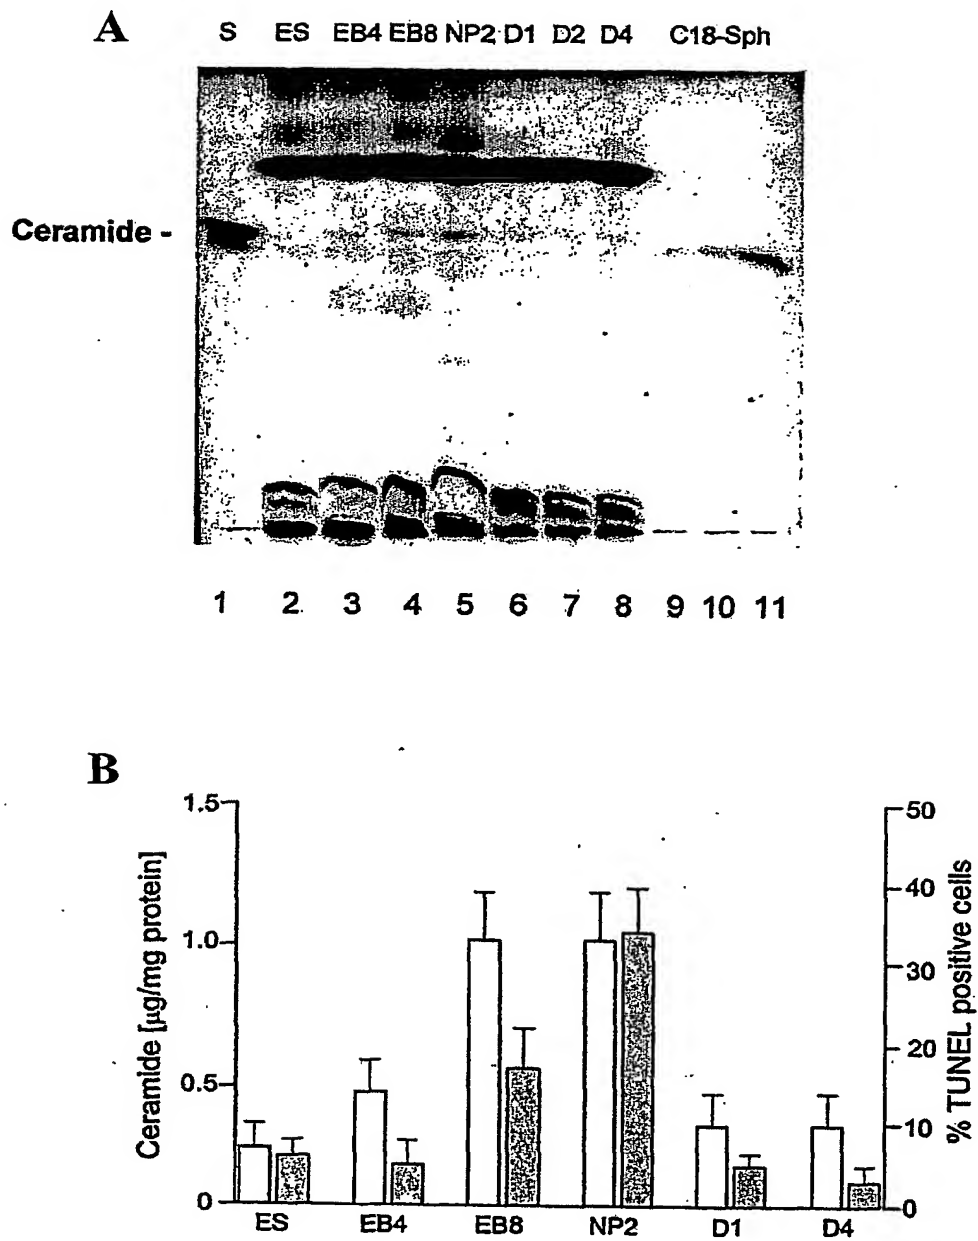 A
S ES EB4 EB8 NP2 D1 D2 D4 C18-Sph
Ceramide -
1 2 3 4 5 6 7 8 9 10 11
B
Ceramide [µg/mg protein]
1.5
1.0
0.5
0
50
40
30
20
10
0
% TUNEL positive cells
ES EB4 EB8 NP2 D1 D4